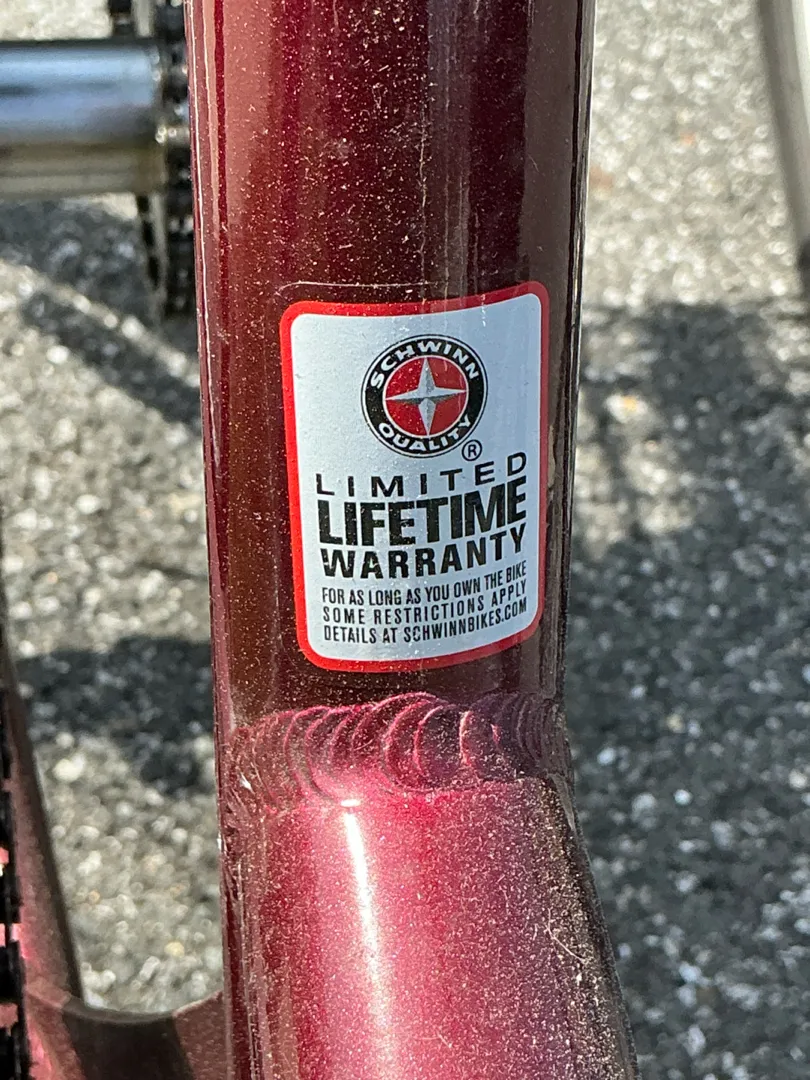 SCHWINN
QUALITY
®
LIMITED
LIFETIME
WARRANTY
FOR AS LONG AS YOU OWN THE BIKE
SOME RESTRICTIONS APPLY
DETAILS AT SCHWINNBIKES.COM